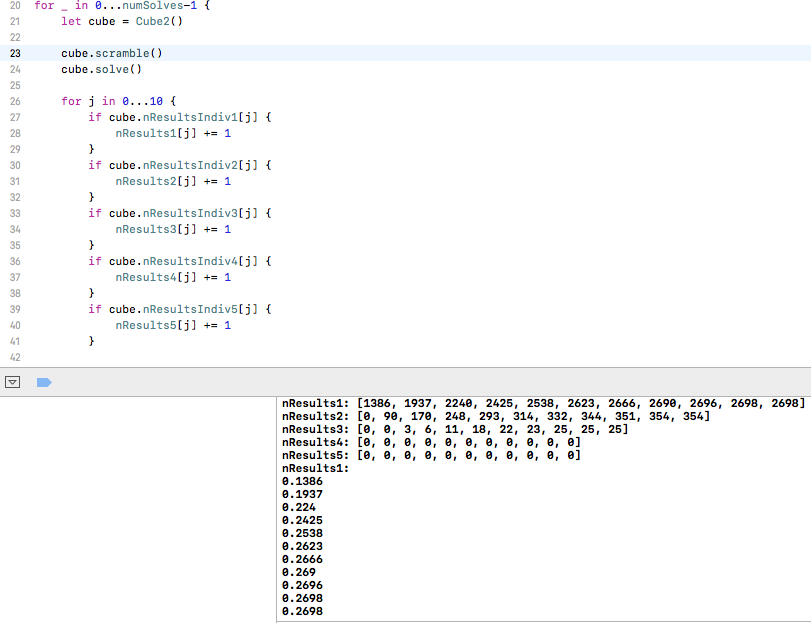 20 for _ in 0...numSolves-1 {
21 let cube = Cube2()
22
23 cube.scramble()
24 cube.solve()
25
26 for j in 0...10 {
27 if cube.nResultsIndiv1[j] {
28 nResults1[j] += 1
29 }
30 if cube.nResultsIndiv2[j] {
31 nResults2[j] += 1
32 }
33 if cube.nResultsIndiv3[j] {
34 nResults3[j] += 1
35 }
36 if cube.nResultsIndiv4[j] {
37 nResults4[j] += 1
38 }
39 if cube.nResultsIndiv5[j] {
40 nResults5[j] += 1
41 }
42
nResults1: [1386, 1937, 2240, 2425, 2538, 2623, 2666, 2690, 2696, 2698, 2698]
nResults2: [0, 90, 170, 248, 293, 314, 332, 344, 351, 354, 354]
nResults3: [0, 0, 3, 6, 11, 18, 22, 23, 25, 25, 25]
nResults4: [0, 0, 0, 0, 0, 0, 0, 0, 0, 0, 0]
nResults5: [0, 0, 0, 0, 0, 0, 0, 0, 0, 0, 0]
nResults1:
0.1386
0.1937
0.224
0.2425
0.2538
0.2623
0.2666
0.269
0.2696
0.2698
0.2698